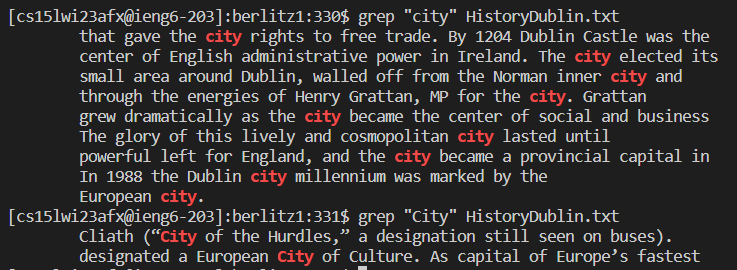 [cs15lwi23afx@ieng6-203]:berlitz1:330$ grep "city" HistoryDublin.txt
that gave the city rights to free trade. By 1204 Dublin Castle was the
center of English administrative power in Ireland. The city elected its
small area around Dublin, walled off from the Norman inner city and
through the energies of Henry Grattan, MP for the city. Grattan
grew dramatically as the city became the center of social and business
The glory of this lively and cosmopolitan city lasted until
powerful left for England, and the city became a provincial capital in
In 1988 the Dublin city millennium was marked by the
European city.
[cs15lwi23afx@ieng6-203]:berlitz1:331$ grep "City" HistoryDublin.txt
Cliath (“City of the Hurdles,” a designation still seen on buses).
designated a European City of Culture. As capital of Europe’s fastest